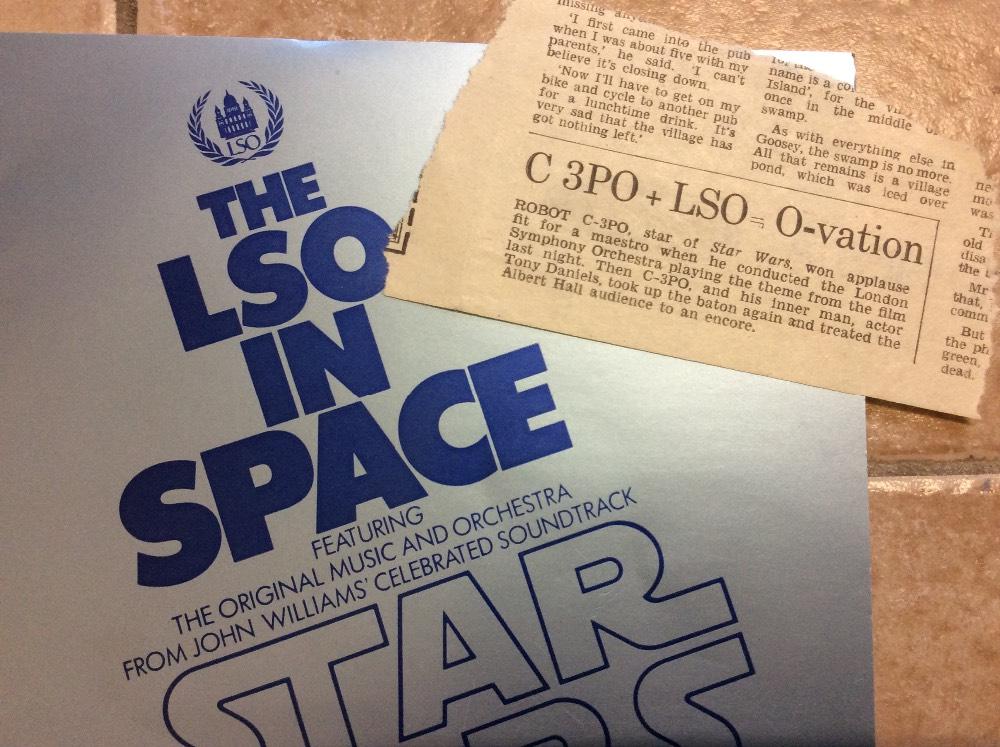 LSO
THE
LSO
IN
SPACE
FEATURING
THE ORIGINAL MUSIC AND ORCHESTRA
FROM JOHN WILLIAMS' CELEBRATED SOUNDTRACK
STAR
missing
'I first came into the pub
when I was about five with my
parents,' he said. 'I can't
believe it's closing down.
'Now I'll have to get on my
bike and cycle to another pub
for a lunchtime drink. It's
very sad that the village has
got nothing left.'
name is a
Island', for the
once in the middle
swamp.
As with everything else in
Goosey, the swamp is no more.
All that remains is a village
pond, which was iced over
C 3PO + LSO = O-vation
ROBOT C-3PO, star of Star Wars, won applause
fit for a maestro when he conducted the London
Symphony Orchestra playing the theme from the film
last night. Then C-3PO, and his inner man, actor
Tony Daniels, took up the baton again and treated the
Albert Hall audience to an encore.
was
old
Mr
that,
But
the
green,
dead.